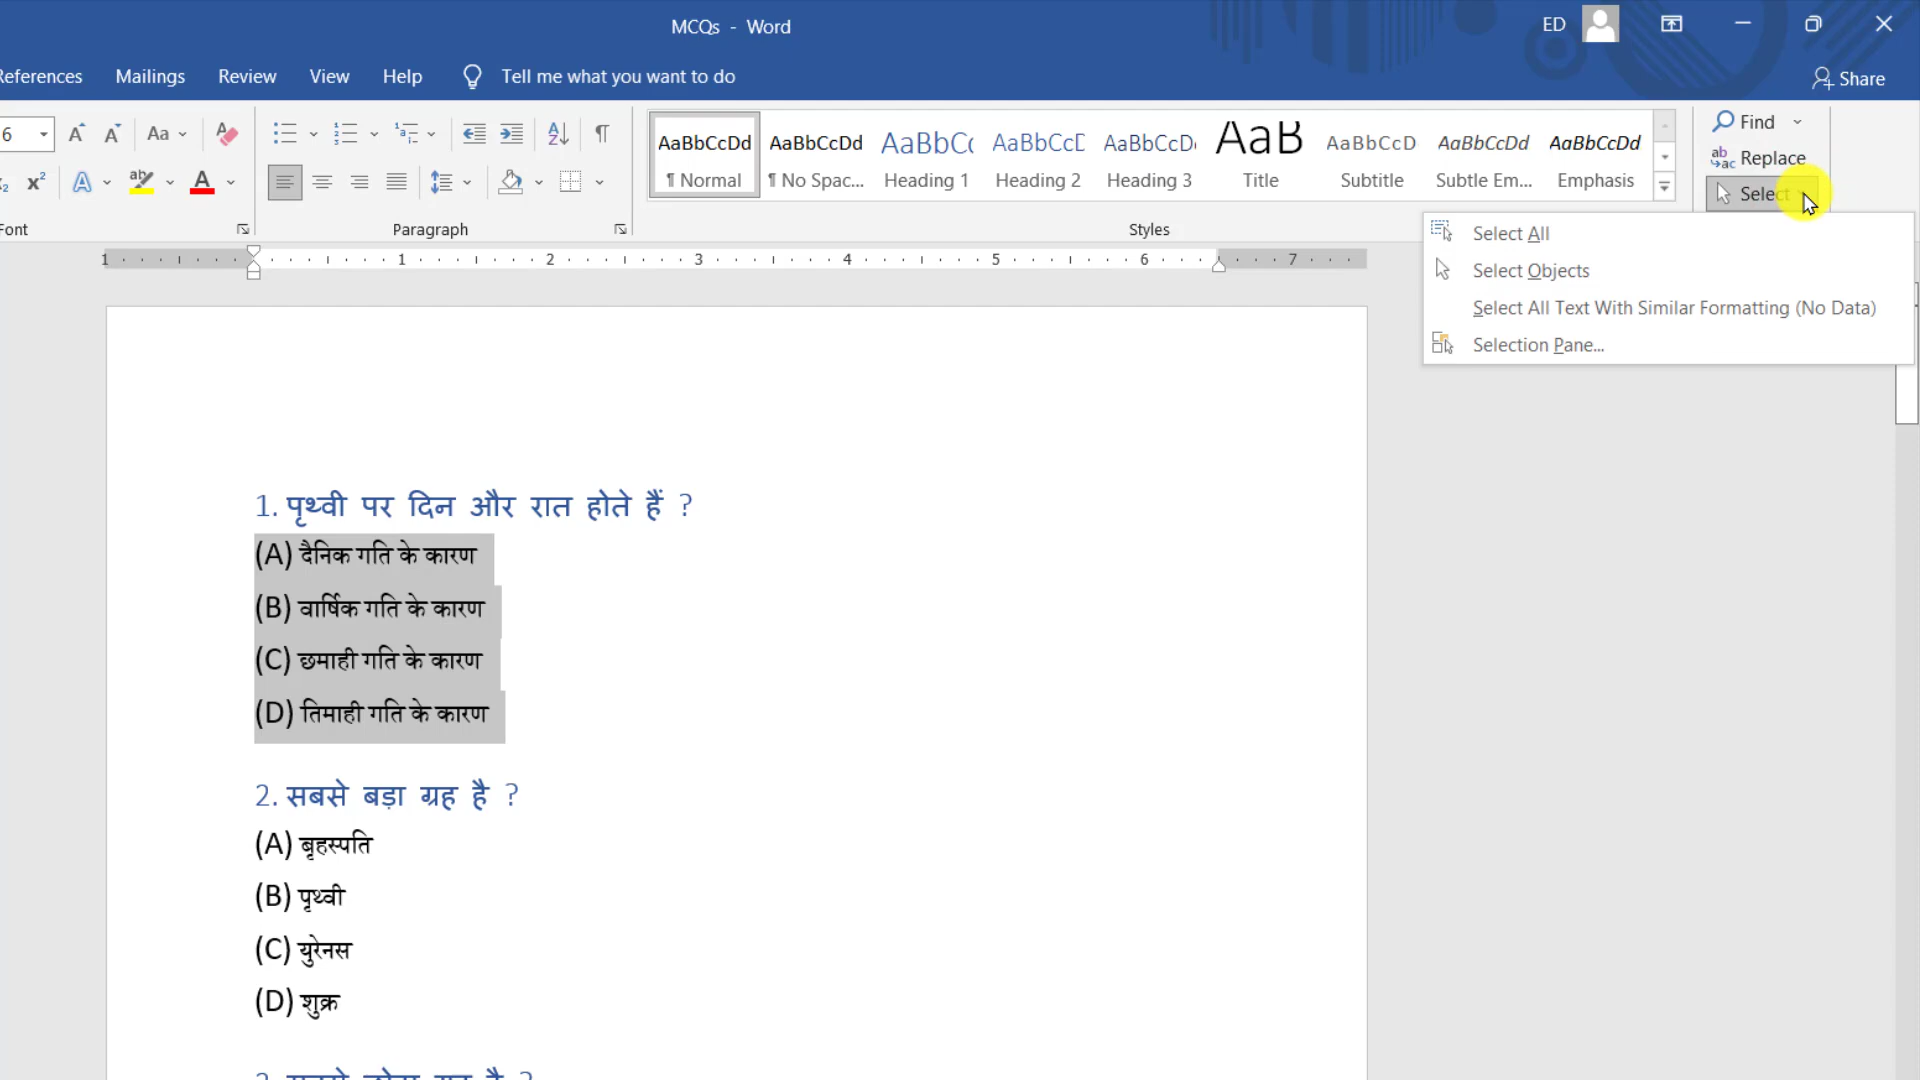 MCQs - Word
ED
References Mailings Review View Help Tell me what you want to do
Share
6 Aa
AaBbCcDd AaBbCcDd AaBbCc AaBbCcD AaBbCcD AaB AaBbCcD AaBbCcDd AaBbCcDd
¶ Normal ¶ No Spac... Heading 1 Heading 2 Heading 3 Title Subtitle Subtle Em... Emphasis
Find
Replace
Select
Font Paragraph Styles
Select All
Select Objects
Select All Text With Similar Formatting (No Data)
Selection Pane...
1 1 2 3 4 5 6 7
1. पृथ्वी पर दिन और रात होते हैं ?
(A) दैनिक गति के कारण
(B) वार्षिक गति के कारण
(C) छमाही गति के कारण
(D) तिमाही गति के कारण
2. सबसे बड़ा ग्रह है ?
(A) बृहस्पति
(B) पृथ्वी
(C) युरेनस
(D) शुक्र